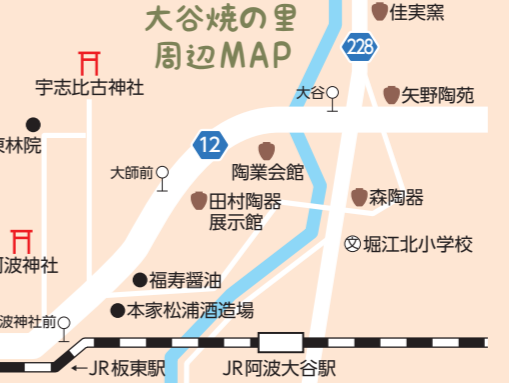 大谷焼の里
周辺MAP
佳実窯
228
宇志比古神社
大谷
矢野陶苑
東林院
12
陶業会館
大師前
田村陶器
展示館
森陶器
堀江北小学校
文
阿波神社
福寿醤油
本家松浦酒造場
波神社前
←JR板東駅
JR阿波大谷駅